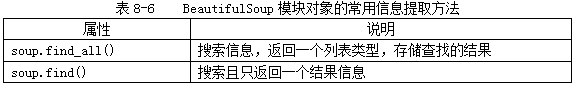 表 8-6 BeautifulSoup 模块对象的常用信息提取方法
属性 说明
soup.find_all() 搜索信息，返回一个列表类型，存储查找的结果
soup.find() 搜索且只返回一个结果信息